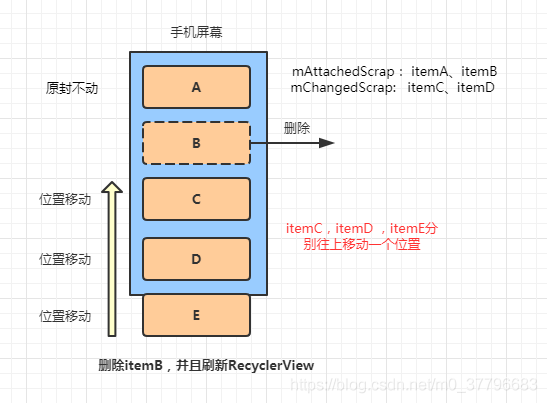 手机屏幕
原封不动
A
mAttachedScrap： itemA、itemB
mChangedScrap: itemC、itemD
B
删除
位置移动
C
itemC，itemD ，itemE分
别往上移动一个位置
位置移动
D
位置移动
E
删除itemB，并且刷新RecyclerView
https://blog.csdn.net/m0_37796683